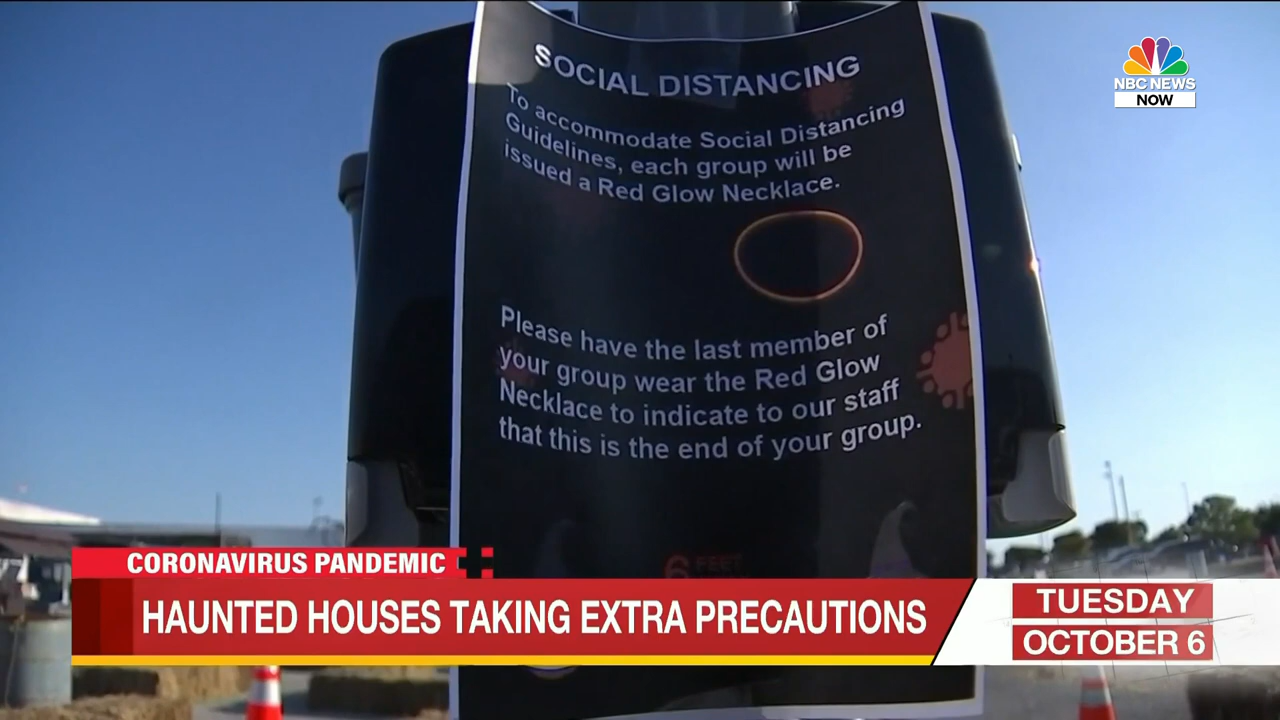 SOCIAL DISTANCING
To accommodate Social Distancing
Guidelines, each group will be
issued a Red Glow Necklace.
Please have the last member of
your group wear the Red Glow
Necklace to indicate to our staff
that this is the end of your group.
6 FEET
NBC NEWS
NOW
CORONAVIRUS PANDEMIC
HAUNTED HOUSES TAKING EXTRA PRECAUTIONS
TUESDAY
OCTOBER 6